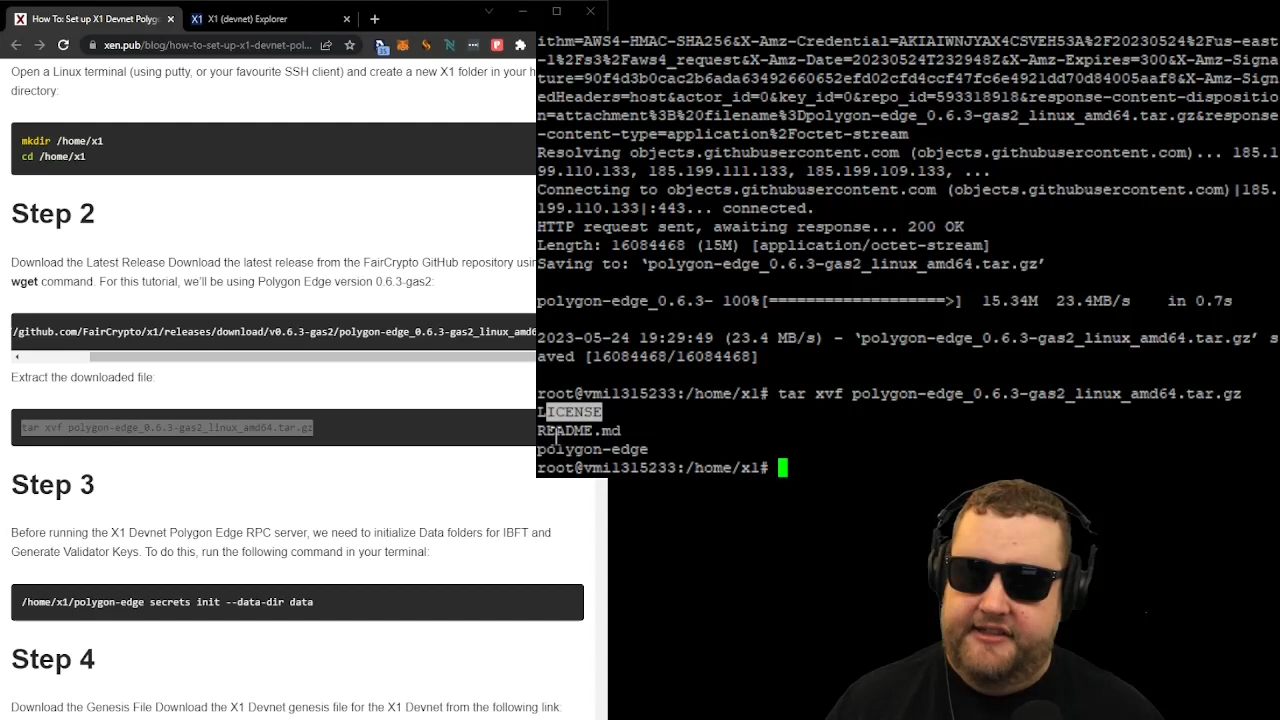 How To: Set up X1 Devnet Polyg
X1 (devnet) Explorer
xen.pub/blog/how-to-set-up-x1-devnet-pol...
Open a Linux terminal (using putty, or your favourite SSH client) and create a new X1 folder in your h
directory:
mkdir /home/x1
cd /home/x1
Step 2
Download the Latest Release Download the latest release from the FairCrypto GitHub repository usin
wget command. For this tutorial, we'll be using Polygon Edge version 0.6.3-gas2:
/github.com/FairCrypto/x1/releases/download/v0.6.3-gas2/polygon-edge_0.6.3-gas2_linux_amd6
Extract the downloaded file:
tar xvf polygon-edge_0.6.3-gas2_linux_amd64.tar.gz
Step 3
Before running the X1 Devnet Polygon Edge RPC server, we need to initialize Data folders for IBFT and
Generate Validator Keys. To do this, run the following command in your terminal:
/home/x1/polygon-edge secrets init --data-dir data
Step 4
Download the Genesis File Download the X1 Devnet genesis file for the X1 Devnet from the following link:
ithm=AWS4-HMAC-SHA256&X-Amz-Credential=AKIAIWNJYAX4CSVEH53A%2F20230524%2Fus-east
-1%2Fs3%2Faws4_request&X-Amz-Date=20230524T232948Z&X-Amz-Expires=300&X-Amz-Signa
ture=90f4d3b0cac2b6ada63492660652efd02cfd4ccf47fc6e4921dd70d84005aaf8&X-Amz-Sign
edHeaders=host&actor_id=0&key_id=0&repo_id=593318918&response-content-dispositio
n=attachment%3B%20filename%3Dpolygon-edge_0.6.3-gas2_linux_amd64.tar.gz&response
-content-type=application%2Foctet-stream
Resolving objects.githubusercontent.com (objects.githubusercontent.com)... 185.1
99.110.133, 185.199.111.133, 185.199.109.133, ...
Connecting to objects.githubusercontent.com (objects.githubusercontent.com)|185.
199.110.133|:443... connected.
HTTP request sent, awaiting response... 200 OK
Length: 16084468 (15M) [application/octet-stream]
Saving to: ‘polygon-edge_0.6.3-gas2_linux_amd64.tar.gz’
polygon-edge_0.6.3- 100%[===================>] 15.34M 23.4MB/s in 0.7s
2023-05-24 19:29:49 (23.4 MB/s) - ‘polygon-edge_0.6.3-gas2_linux_amd64.tar.gz’ s
aved [16084468/16084468]
root@vmi1315233:/home/x1# tar xvf polygon-edge_0.6.3-gas2_linux_amd64.tar.gz
LICENSE
README.md
polygon-edge
root@vmi1315233:/home/x1#